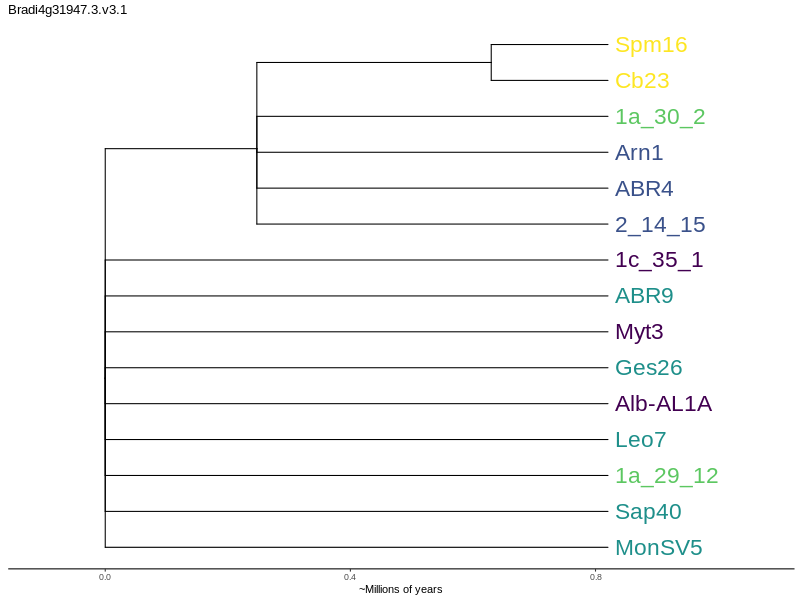 Bradi4g31947.3.v3.1
Spm16
Cb23
1a_30_2
Arn1
ABR4
2_14_15
1c_35_1
ABR9
Myt3
Ges26
Alb-AL1A
Leo7
1a_29_12
Sap40
MonSV5
0.0 0.4 0.8
~Millions of years